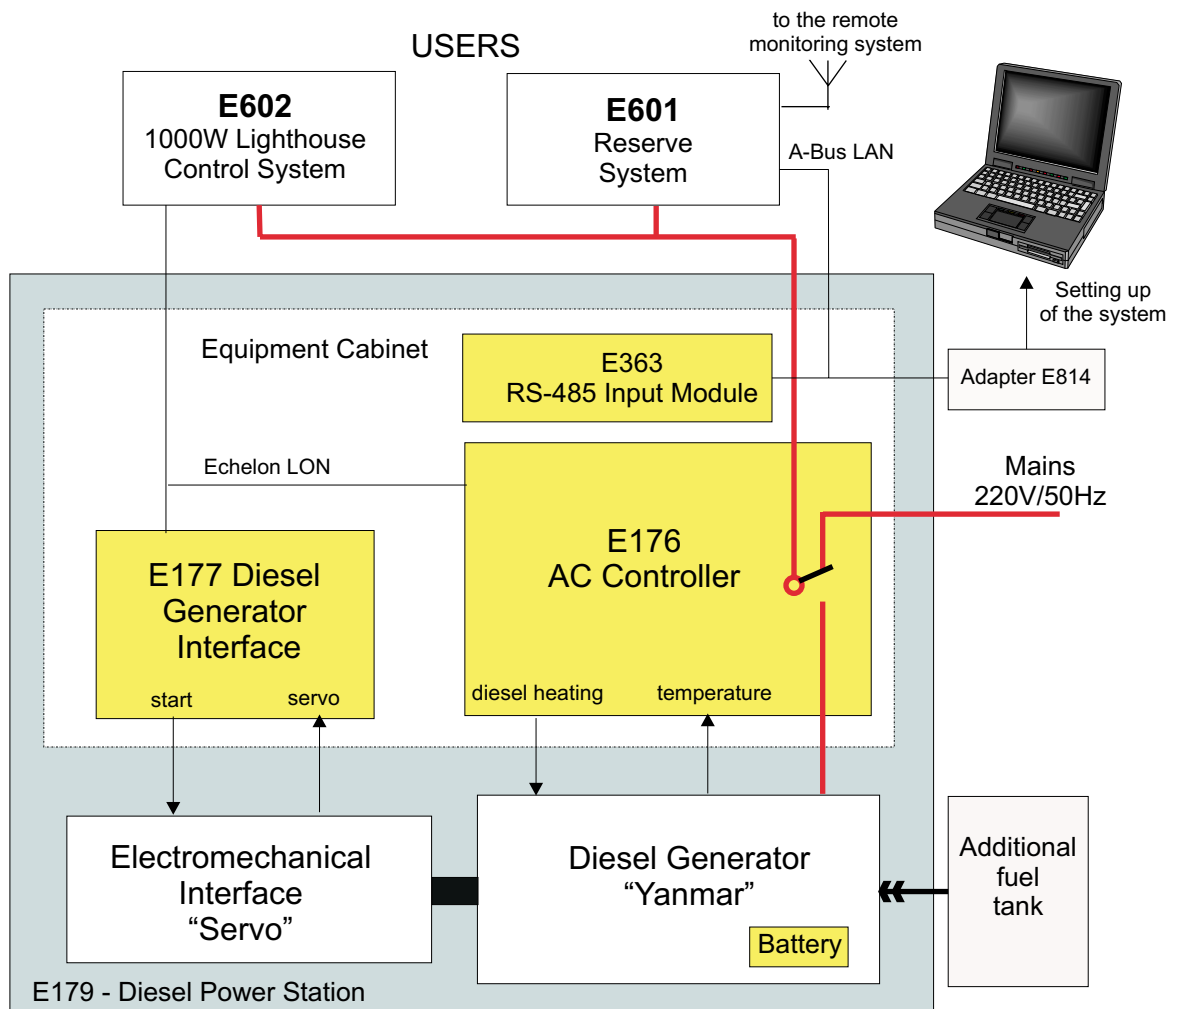 to the remote
monitoring system
USERS
E602
1000W Lighthouse
Control System
E601
Reserve
System
A-Bus LAN
Setting up
of the system
Equipment Cabinet
E363
RS-485 Input Module
Adapter E814
Echelon LON
Mains
220V/50Hz
E177 Diesel
Generator
Interface
start
servo
E176
AC Controller
diesel heating
temperature
Electromechanical
Interface
“Servo”
Diesel Generator
“Yanmar”
Battery
Additional
fuel
tank
E179 - Diesel Power Station